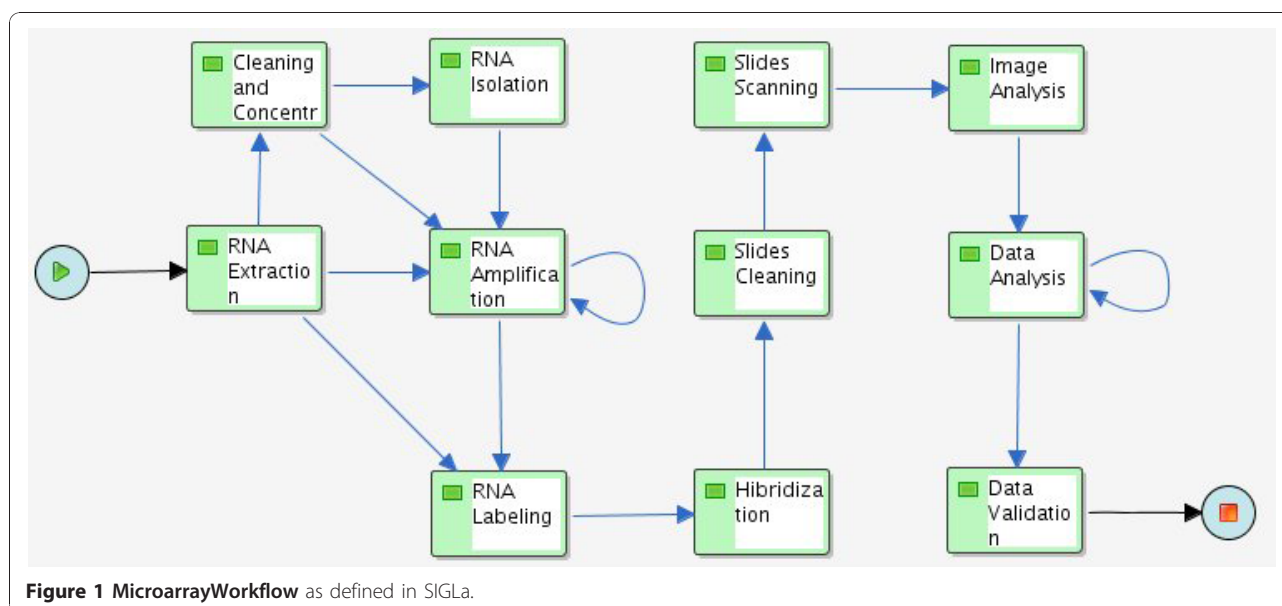 Cleaning
and
Concentr
RNA
Isolation
Slides
Scanning
Image
Analysis
RNA
Extractio
n
RNA
Amplifica
tion
Slides
Cleaning
Data
Analysis
RNA
Labeling
Hibridiza
tion
Data
Validatio
n
Figure 1 MicroarrayWorkflow as defined in SIGLa.